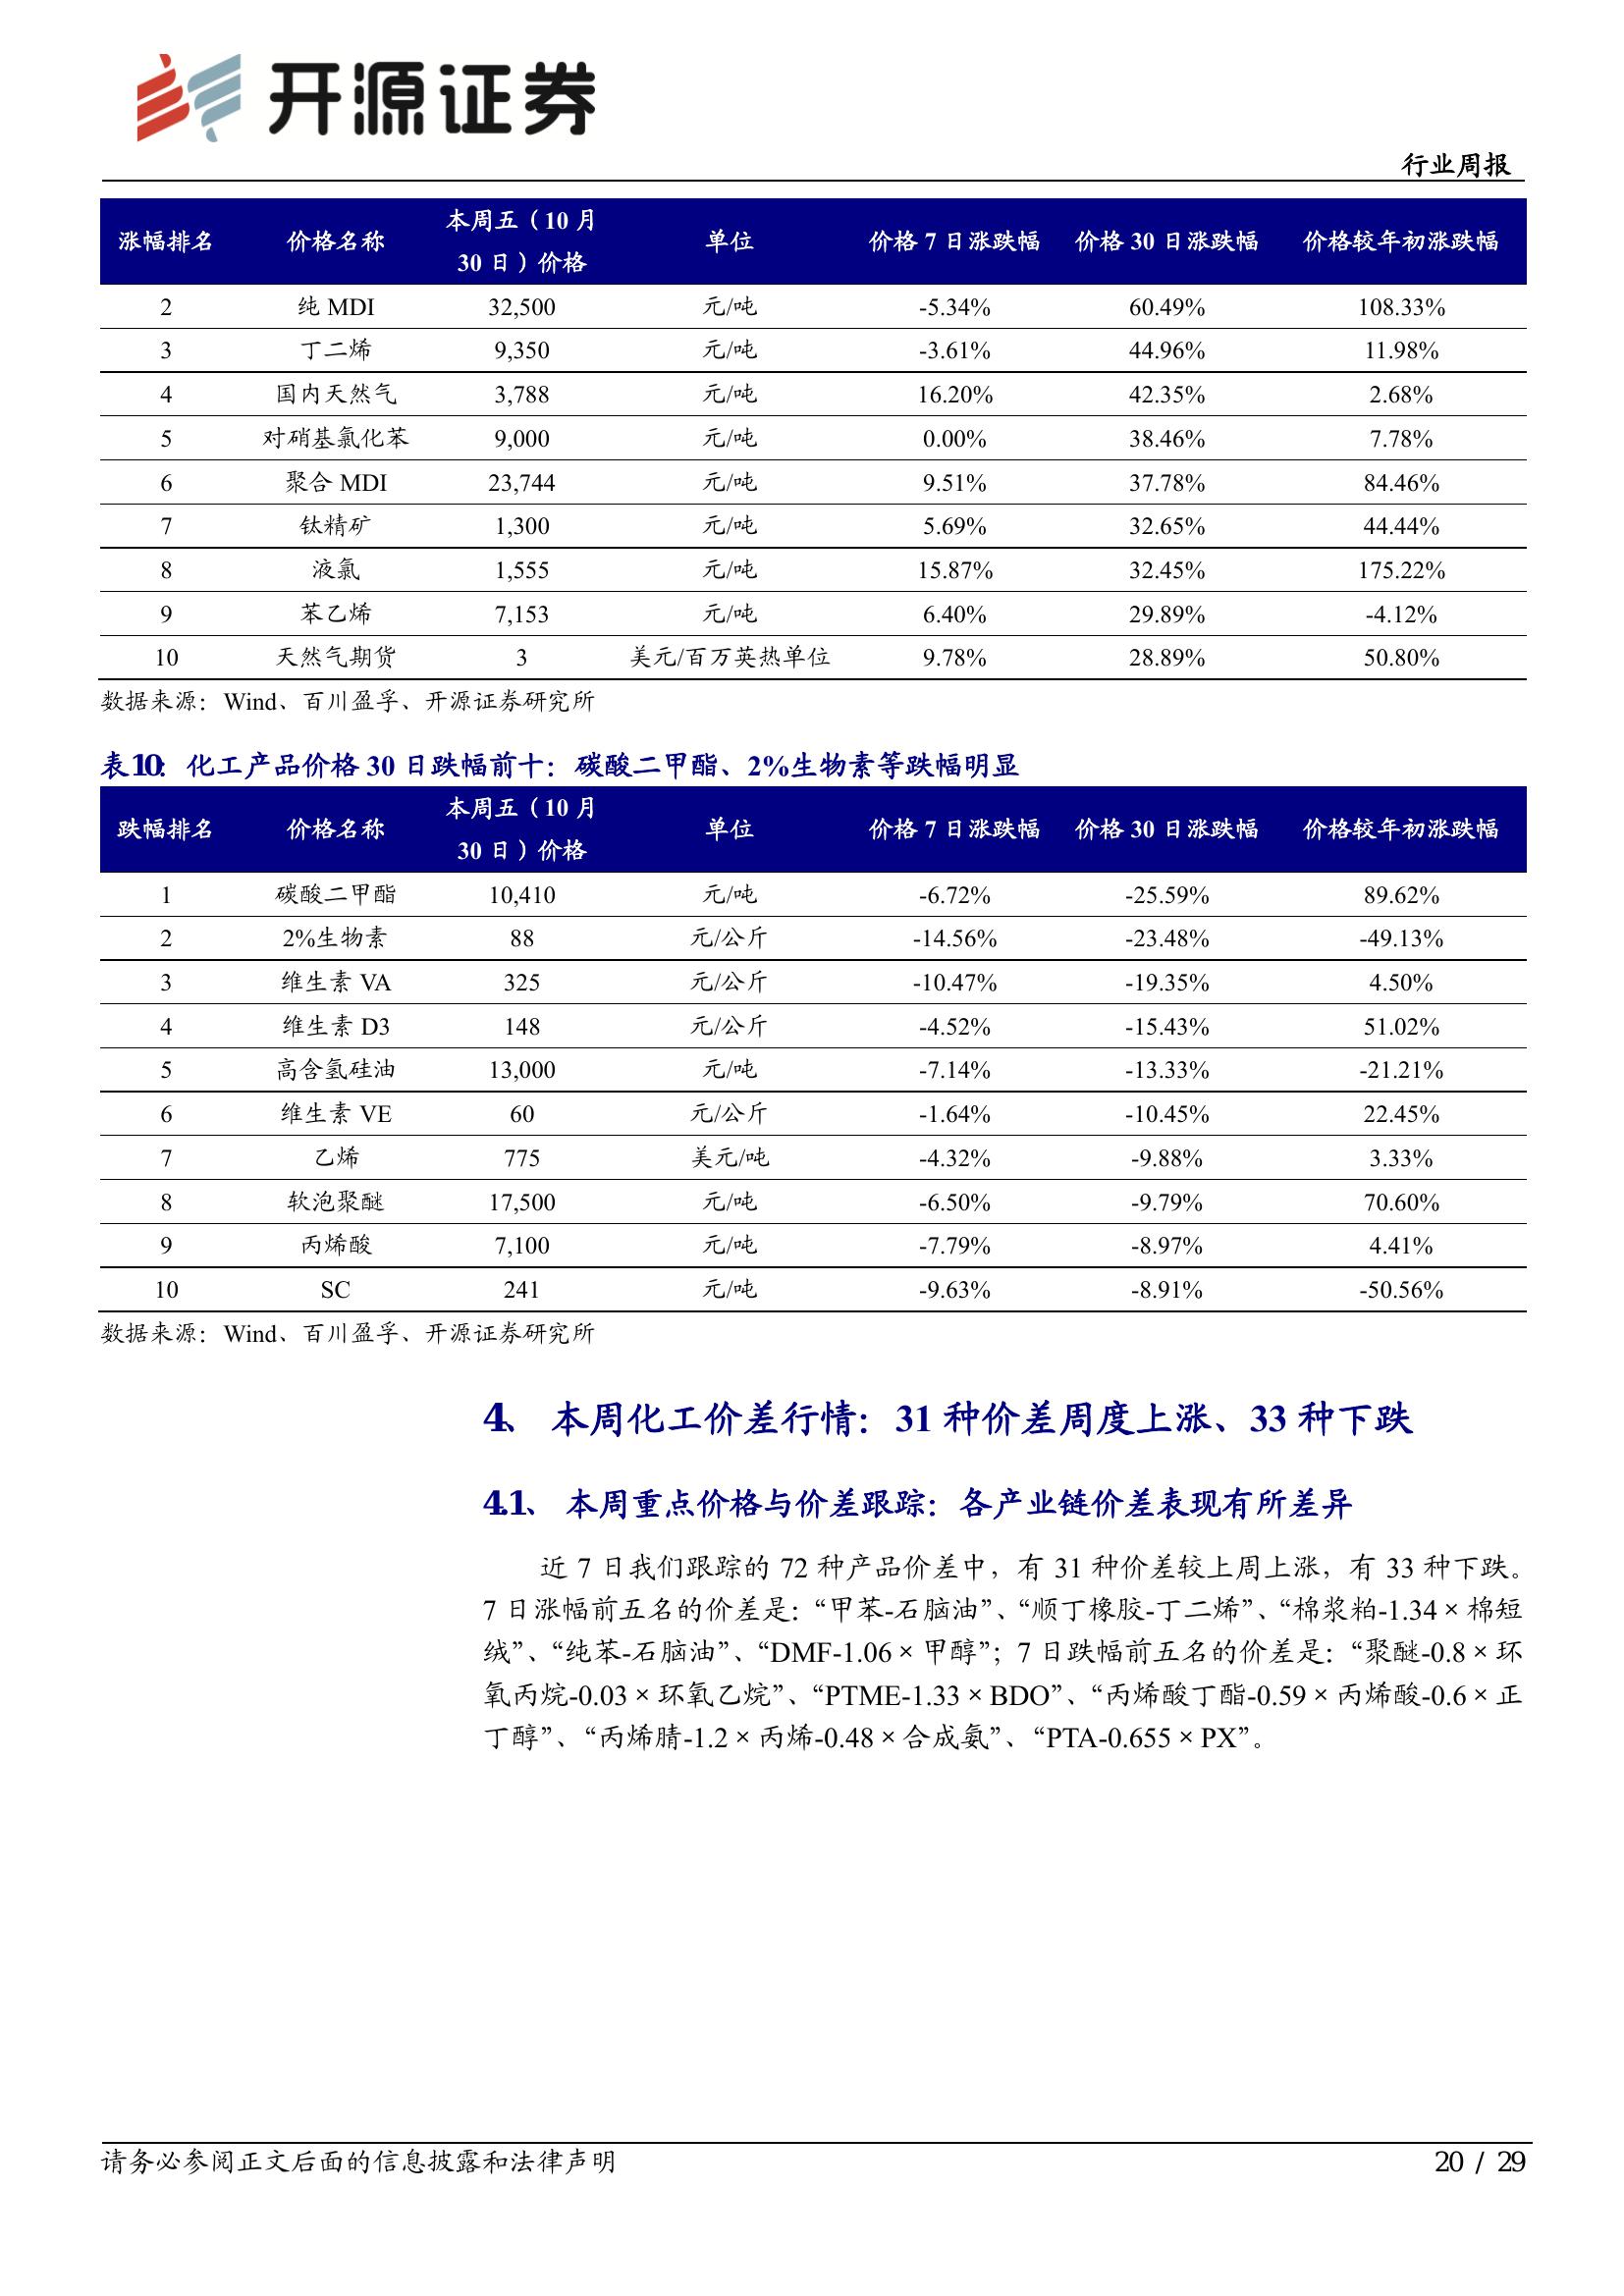 开源证券
行业周报
涨幅排名 价格名称 本周五（10 月 30 日）价格 单位 价格 7 日涨跌幅 价格 30 日涨跌幅 价格较年初涨跌幅
2 纯 MDI 32,500 元/吨 -5.34% 60.49% 108.33%
3 丁二烯 9,350 元/吨 -3.61% 44.96% 11.98%
4 国内天然气 3,788 元/吨 16.20% 42.35% 2.68%
5 对硝基氯化苯 9,000 元/吨 0.00% 38.46% 7.78%
6 聚合 MDI 23,744 元/吨 9.51% 37.78% 84.46%
7 钛精矿 1,300 元/吨 5.69% 32.65% 44.44%
8 液氯 1,555 元/吨 15.87% 32.45% 175.22%
9 苯乙烯 7,153 元/吨 6.40% 29.89% -4.12%
10 天然气期货 3 美元/百万英热单位 9.78% 28.89% 50.80%
数据来源：Wind、百川盈孚、开源证券研究所
表10：化工产品价格 30 日跌幅前十：碳酸二甲酯、2%生物素等跌幅明显
跌幅排名 价格名称 本周五（10 月 30 日）价格 单位 价格 7 日涨跌幅 价格 30 日涨跌幅 价格较年初涨跌幅
1 碳酸二甲酯 10,410 元/吨 -6.72% -25.59% 89.62%
2 2%生物素 88 元/公斤 -14.56% -23.48% -49.13%
3 维生素 VA 325 元/公斤 -10.47% -19.35% 4.50%
4 维生素 D3 148 元/公斤 -4.52% -15.43% 51.02%
5 高含氢硅油 13,000 元/吨 -7.14% -13.33% -21.21%
6 维生素 VE 60 元/公斤 -1.64% -10.45% 22.45%
7 乙烯 775 美元/吨 -4.32% -9.88% 3.33%
8 软泡聚醚 17,500 元/吨 -6.50% -9.79% 70.60%
9 丙烯酸 7,100 元/吨 -7.79% -8.97% 4.41%
10 SC 241 元/吨 -9.63% -8.91% -50.56%
数据来源：Wind、百川盈孚、开源证券研究所
4、 本周化工价差行情：31 种价差周度上涨、33 种下跌
4.1、 本周重点价格与价差跟踪：各产业链价差表现有所差异
近 7 日我们跟踪的 72 种产品价差中，有 31 种价差较上周上涨，有 33 种下跌。
7 日涨幅前五名的价差是：“甲苯-石脑油”、“顺丁橡胶-丁二烯”、“棉浆粕-1.34×棉短
绒”、“纯苯-石脑油”、“DMF-1.06×甲醇”；7 日跌幅前五名的价差是：“聚醚-0.8×环
氧丙烷-0.03×环氧乙烷”、“PTME-1.33×BDO”、“丙烯酸丁酯-0.59×丙烯酸-0.6×正
丁醇”、“丙烯腈-1.2×丙烯-0.48×合成氨”、“PTA-0.655×PX”。
请务必参阅正文后面的信息披露和法律声明
20 / 29